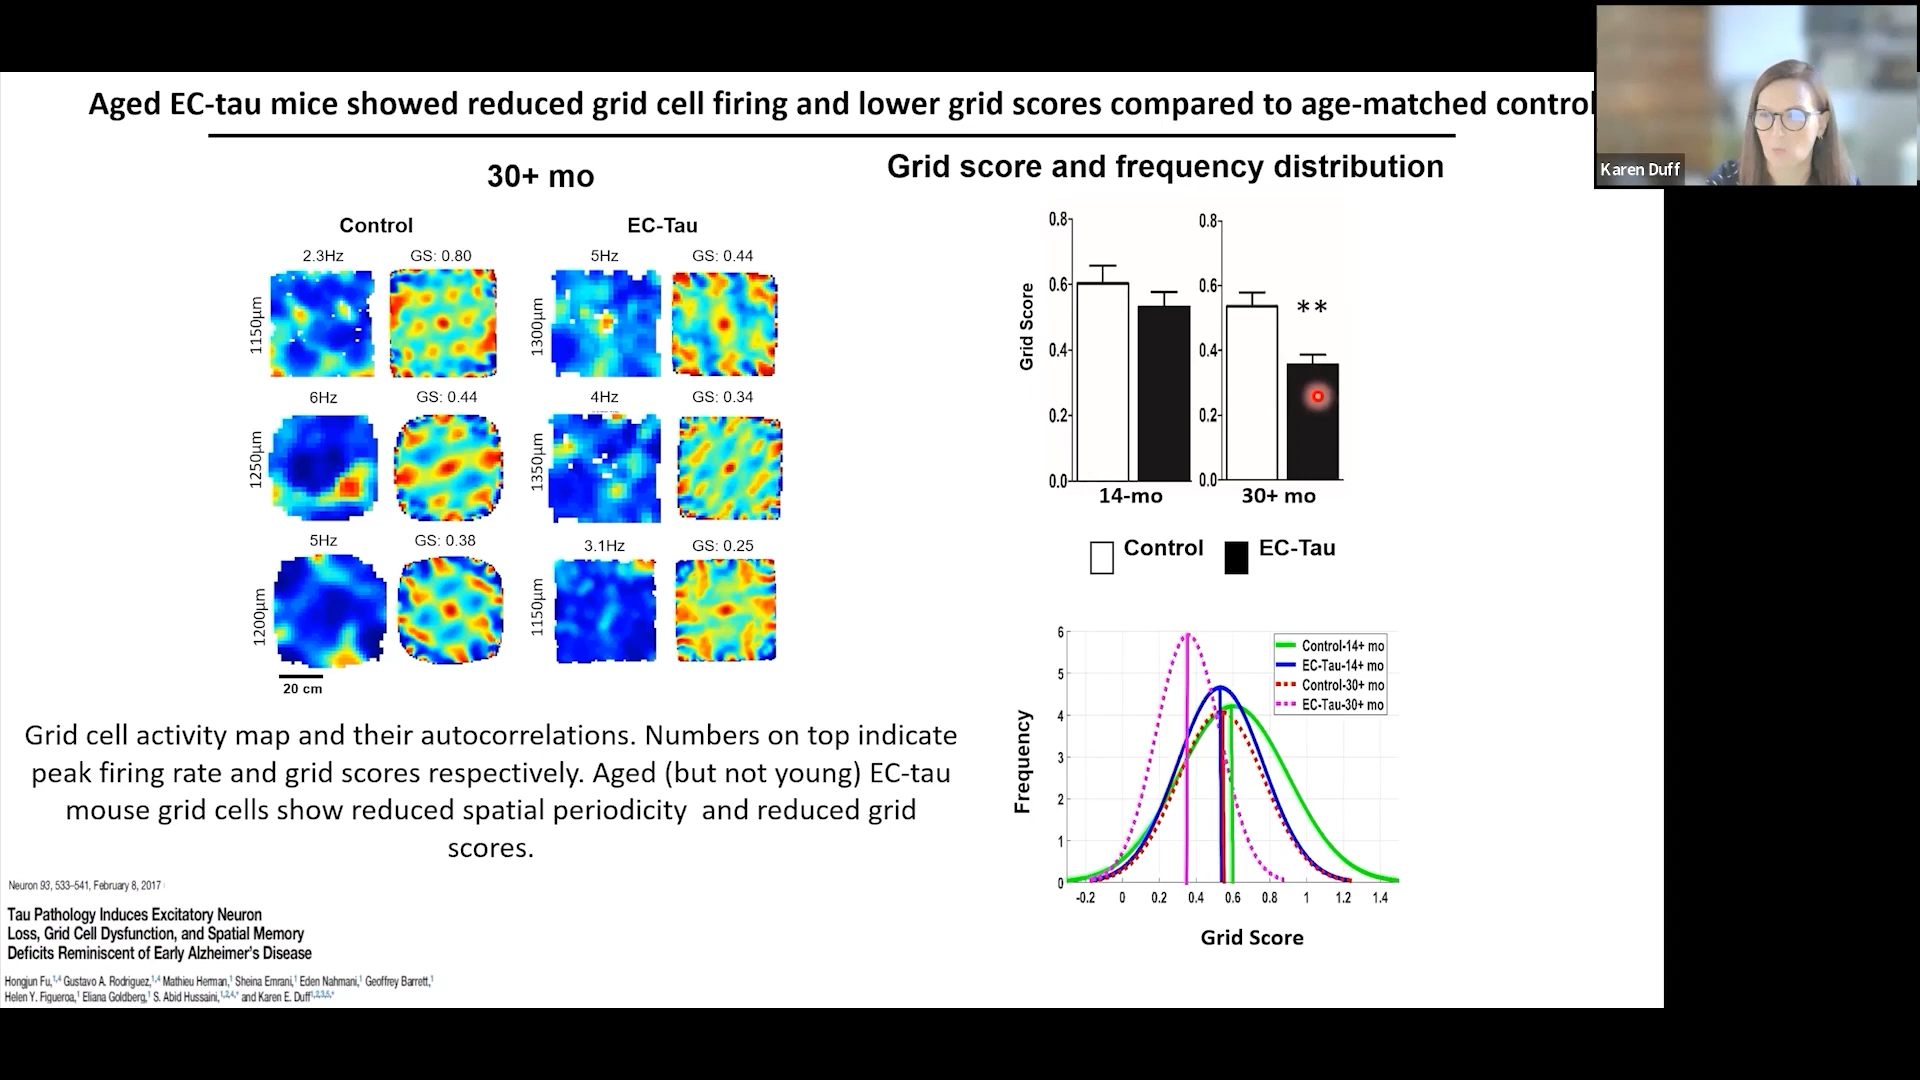 Aged EC-tau mice showed reduced grid cell firing and lower grid scores compared to age-matched control
Karen Duff
30+ mo
Control
EC-Tau
2.3Hz
GS: 0.80
5Hz
GS: 0.44
1150µm
1300µm
6Hz
GS: 0.44
4Hz
GS: 0.34
1250µm
1350µm
5Hz
GS: 0.38
3.1Hz
GS: 0.25
1200µm
1150µm
20 cm
Grid cell activity map and their autocorrelations. Numbers on top indicate
peak firing rate and grid scores respectively. Aged (but not young) EC-tau
mouse grid cells show reduced spatial periodicity and reduced grid
scores.
Neuron 93, 533–541, February 8, 2017
Tau Pathology Induces Excitatory Neuron
Loss, Grid Cell Dysfunction, and Spatial Memory
Deficits Reminiscent of Early Alzheimer's Disease
Hongjun Fu,1,4 Gustavo A. Rodriguez,1,4 Mathieu Herman,1 Sheina Emrani,1 Eden Nahmani,1 Geoffrey Barrett,1
Helen Y. Figueroa,1 Eliana Goldberg,1 S. Abid Hussaini,1,2,4,* and Karen E. Duff1,2,3,5,*
Grid score and frequency distribution
Grid Score
0.8
0.6
0.4
0.2
0.0
14-mo
0.8
0.6
0.4
0.2
0.0
**
30+ mo
Control
EC-Tau
Frequency
6
5
4
3
2
1
0
Control-14+ mo
EC-Tau-14+ mo
Control-30+ mo
EC-Tau-30+ mo
-0.2 0 0.2 0.4 0.6 0.8 1 1.2 1.4
Grid Score